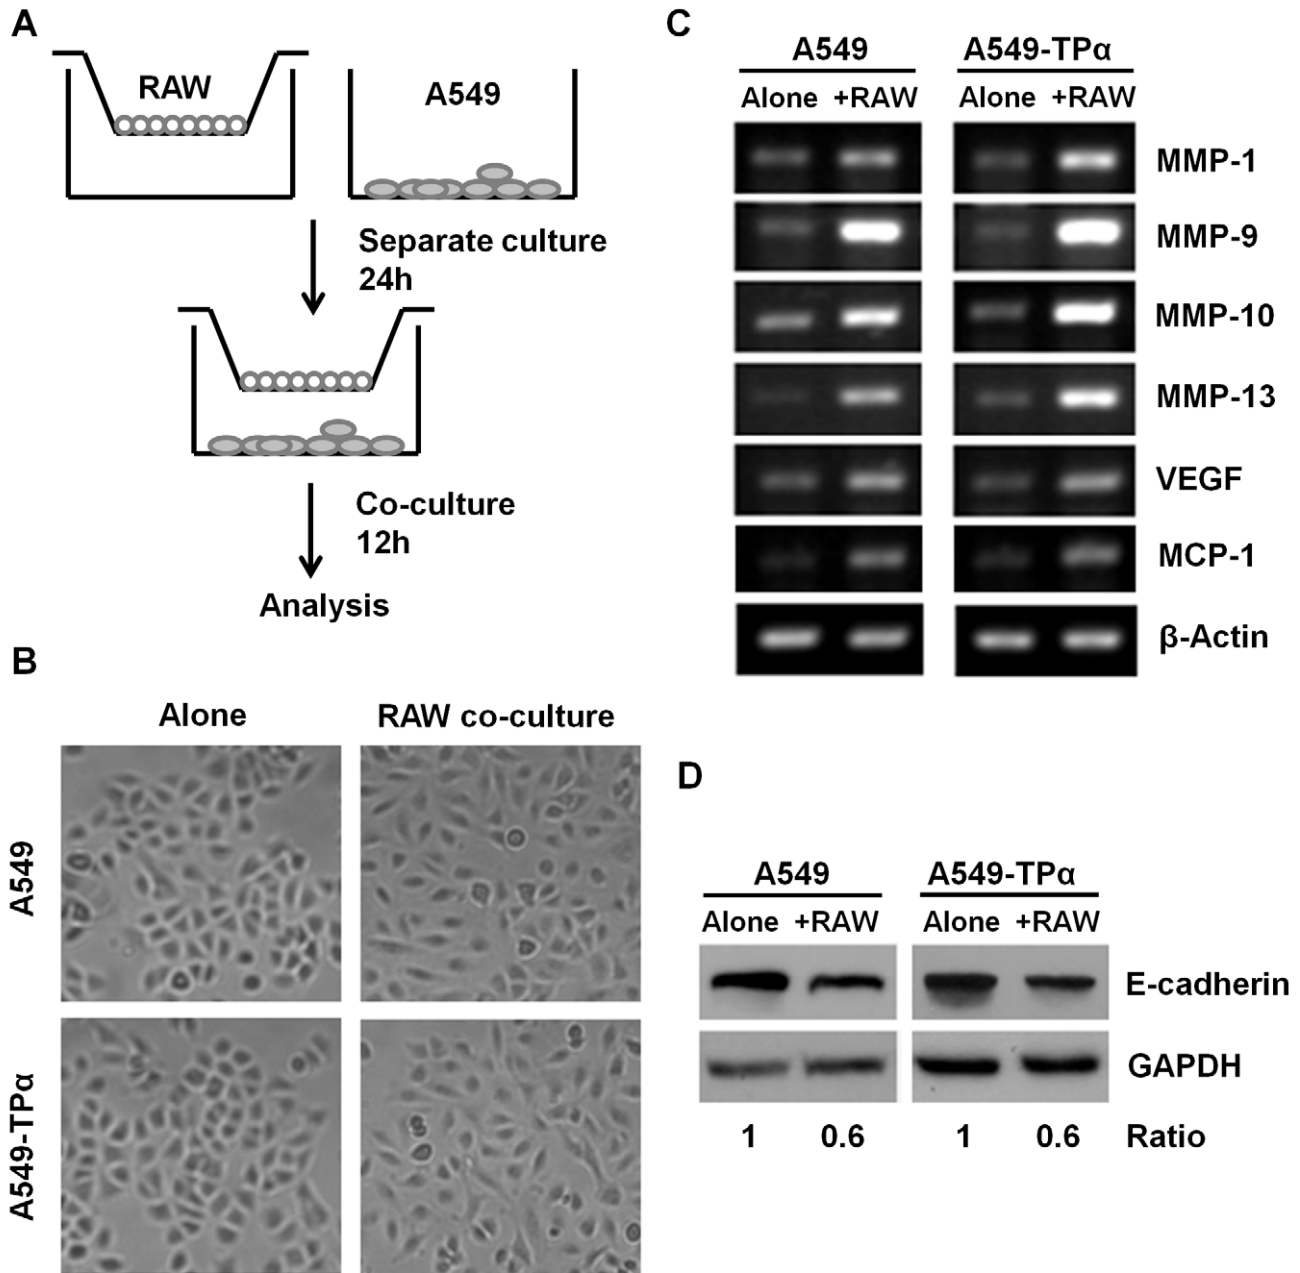 A
RAW
A549
Separate culture
24h
Co-culture
12h
Analysis
B
Alone
RAW co-culture
A549
A549-TPα
C
A549
A549-TPα
Alone +RAW
Alone +RAW
MMP-1
MMP-9
MMP-10
MMP-13
VEGF
MCP-1
β-Actin
D
A549
A549-TPα
Alone +RAW
Alone +RAW
E-cadherin
GAPDH
1 0.6 1 0.6 Ratio